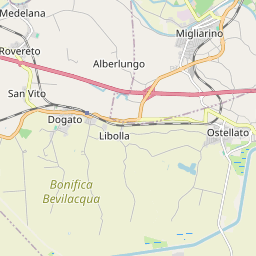 Medelana
Migliarino
Rovereto
Alberlungo
San Vito
Dogato
Libolla
Ostellato
Bonifica
Bevilacqua